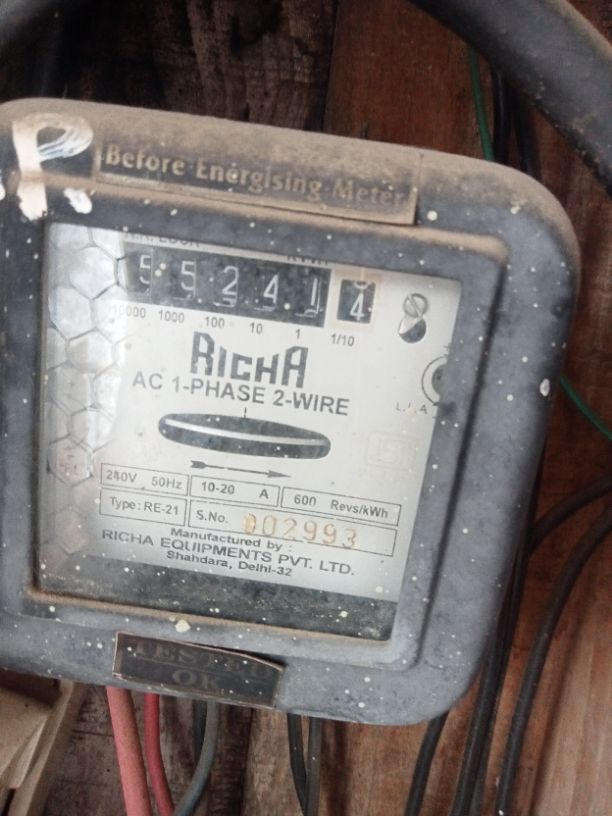 R.
Before Energising Meter
5 5 2 4 1 4
10000 1000 100 10 1 1/10
RICHA
AC 1-PHASE 2-WIRE
240V 50Hz
10-20 A
600 Revs/kWh
Type: RE-21
S.No. 002993
Manufactured by :
RICHA EQUIPMENTS PVT. LTD.
Shahdara, Delhi-32
TESTED
OK